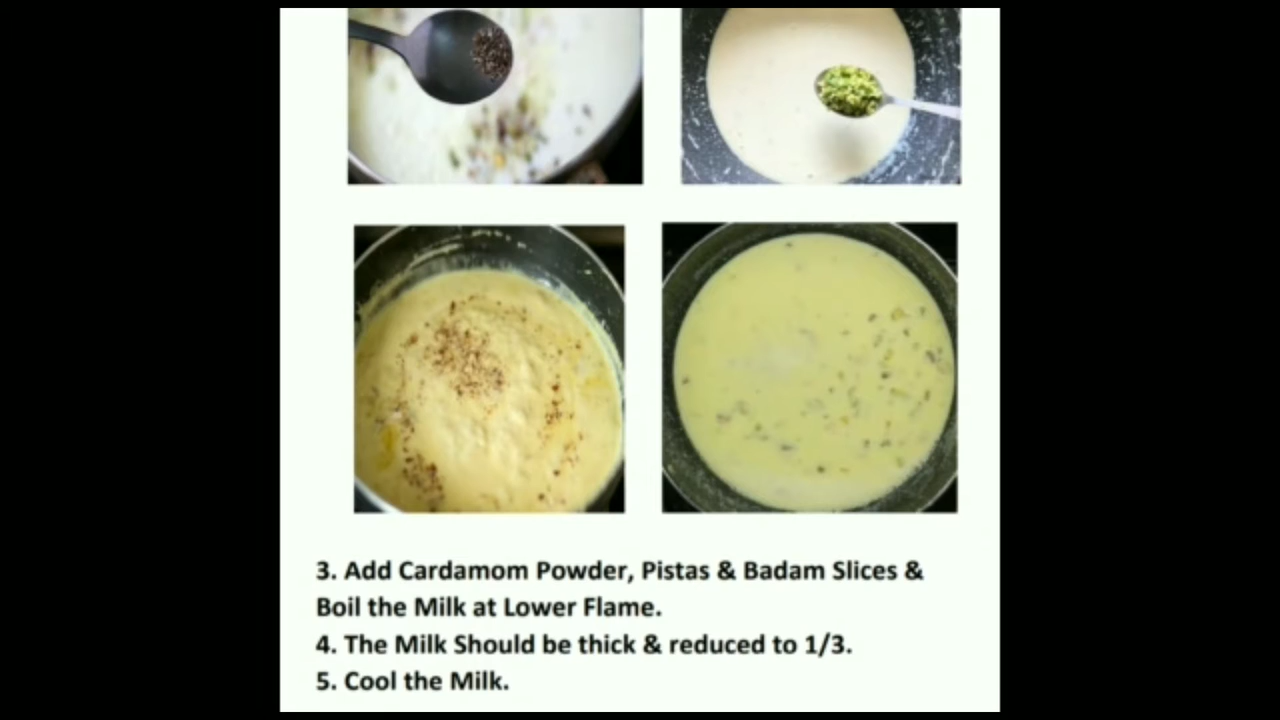 3. Add Cardamom Powder, Pistas & Badam Slices &
Boil the Milk at Lower Flame.
4. The Milk Should be thick & reduced to 1/3.
5. Cool the Milk.